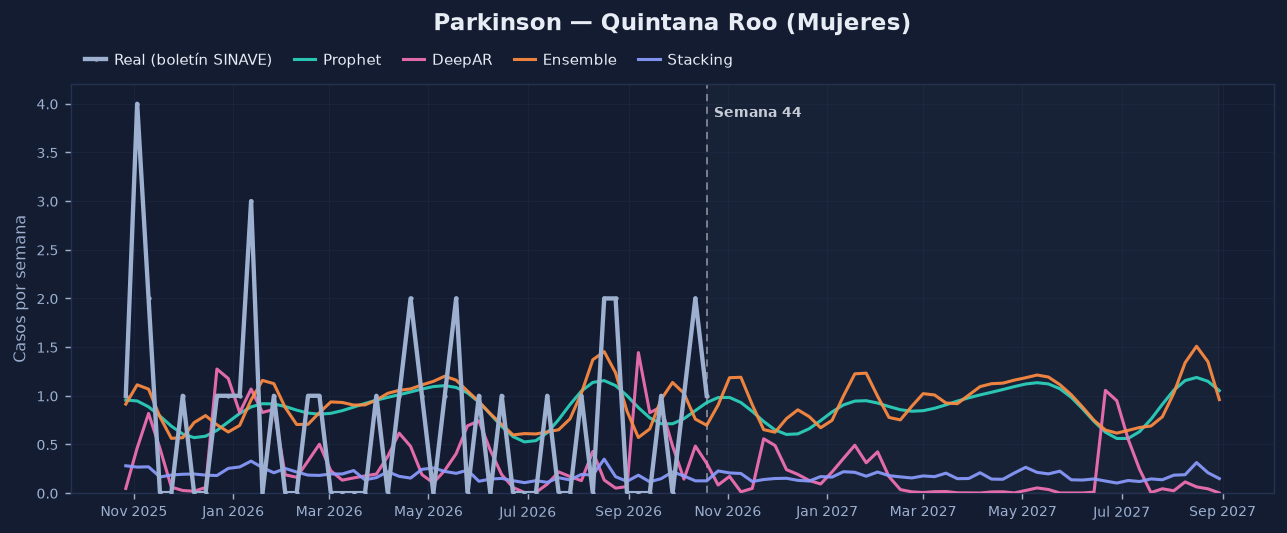 Parkinson — Quintana Roo (Mujeres)
Real (boletín SINAVE) Prophet DeepAR Ensemble Stacking
Semana 44
Casos por semana
4.0
3.5
3.0
2.5
2.0
1.5
1.0
0.5
0.0
Nov 2025 Jan 2026 Mar 2026 May 2026 Jul 2026 Sep 2026 Nov 2026 Jan 2027 Mar 2027 May 2027 Jul 2027 Sep 2027